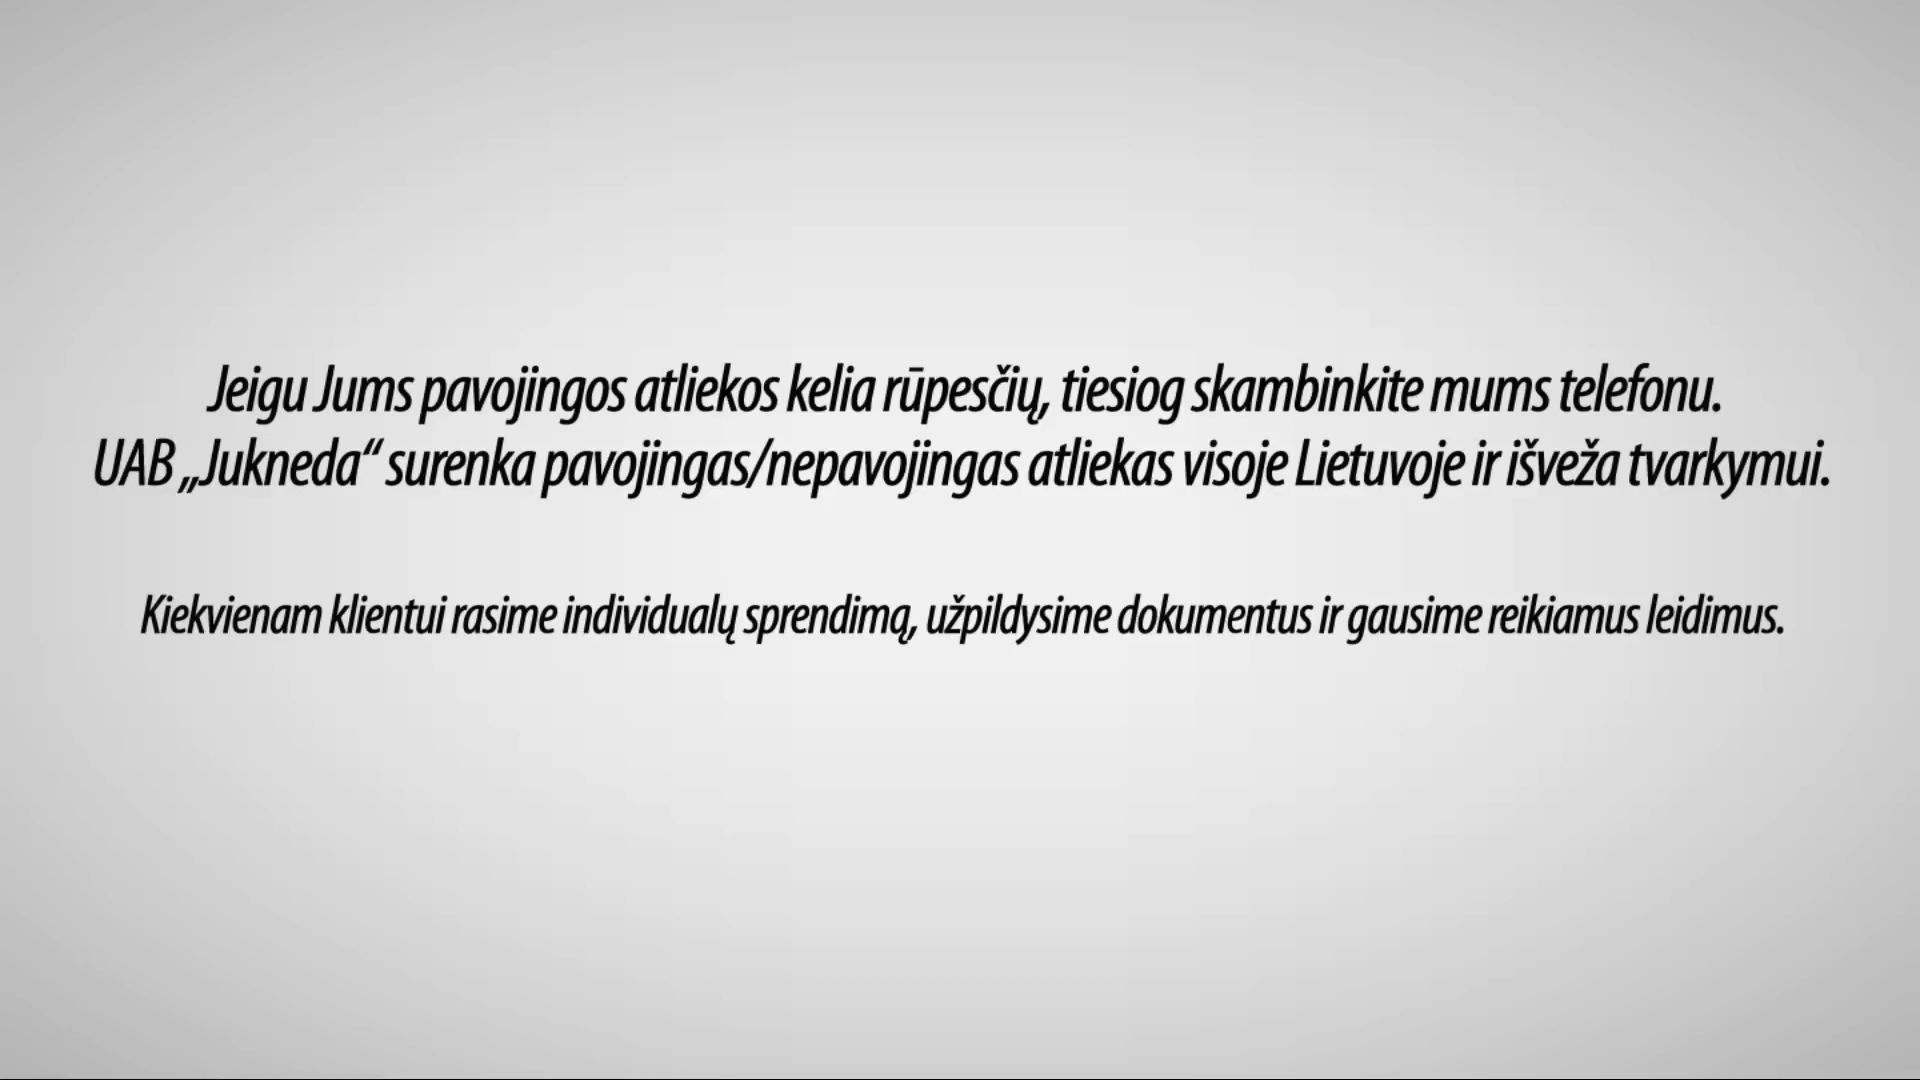 Jeigu Jums pavojingos atliekos kelia rūpesčių, tiesiog skambinkite mums telefonu.
UAB „Jukneda“ surenka pavojingas/nepavojingas atliekas visoje Lietuvoje ir išveža tvarkymui.
Kiekvienam klientui rasime individualų sprendimą, užpildysime dokumentus ir gausime reikiamus leidimus.